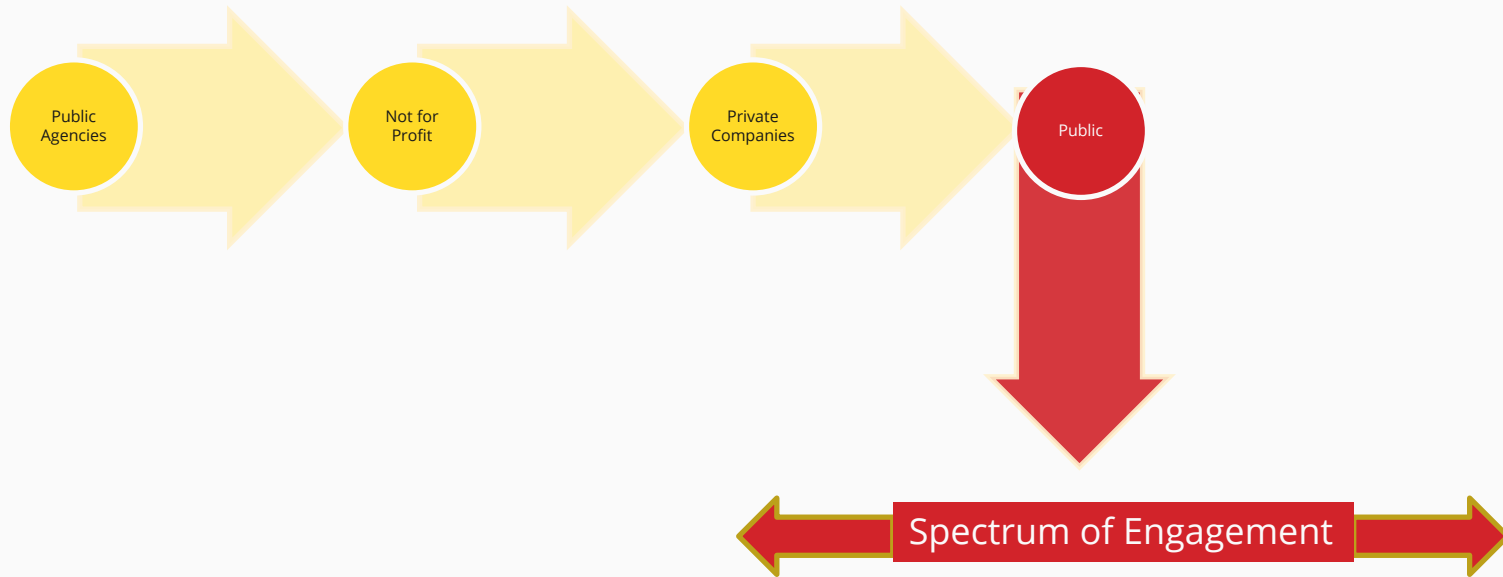 Public
Agencies
Not for
Profit
Private
Companies
Public
Spectrum of Engagement